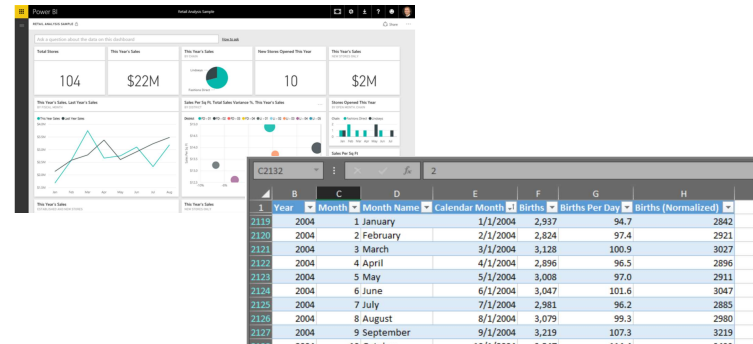 Power BI
Retail Analysis Sample
RETAIL ANALYSIS SAMPLE
Share
Ask a question about the data on this dashboard
How to ask
Total Stores
This Year's Sales
This Year's Sales
New Stores Opened This Year
This Year's Sales
104
$22M
10
$2M
This Year's Sales, Last Year's Sales
Sales Per Sq Ft, Total Sales Variance %, This Year's Sales
Stores Opened This Year
This Year Sales Last Year Sales
Jan Feb Mar Apr May Jun Jul Aug
Sales Per Sq Ft
This Year's Sales
This Year's Sales
C2132 fx 2
B C D E F G H
1 Year Month Month Name Calendar Month Births Births Per Day Births (Normalized)
2119 2004 1 January 1/1/2004 2,937 94.7 2842
2120 2004 2 February 2/1/2004 2,824 97.4 2921
2121 2004 3 March 3/1/2004 3,128 100.9 3027
2122 2004 4 April 4/1/2004 2,896 96.5 2896
2123 2004 5 May 5/1/2004 3,008 97.0 2911
2124 2004 6 June 6/1/2004 3,047 101.6 3047
2125 2004 7 July 7/1/2004 2,981 96.2 2885
2126 2004 8 August 8/1/2004 3,079 99.3 2980
2127 2004 9 September 9/1/2004 3,219 107.3 3219